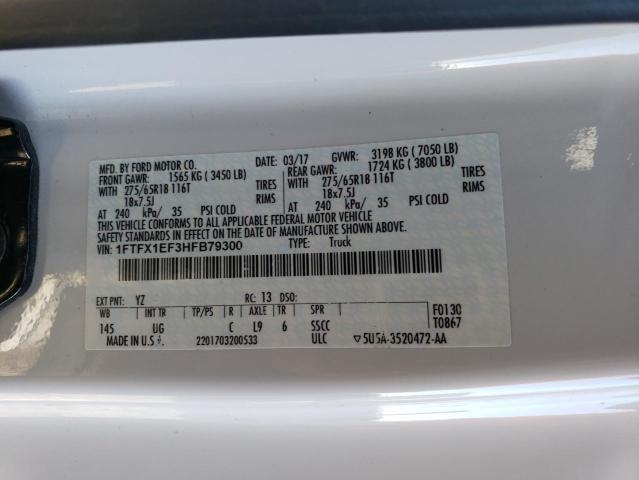 MFD. BY FORD MOTOR CO. DATE: 03/17 GVWR: 3198 KG ( 7050 LB)
FRONT GAWR: 1565 KG ( 3450 LB) REAR GAWR: 1724 KG ( 3800 LB)
WITH 275/65R18 116T TIRES WITH 275/65R18 116T TIRES
18x7.5J RIMS 18x7.5J RIMS
AT 240 kPa/ 35 PSI COLD AT 240 kPa/ 35 PSI COLD
THIS VEHICLE CONFORMS TO ALL APPLICABLE FEDERAL MOTOR VEHICLE
SAFETY STANDARDS IN EFFECT ON THE DATE OF MANUFACTURE SHOWN ABOVE.
VIN: 1FTFX1EF3HFB79300 TYPE: Truck
EXT PNT: YZ RC: 13 DSO:
WB INT TR TP/PS R AXLE TR SPR F0130
145 UG C L9 6 SSCC T0867
MADE IN U.S.A. 2201703200533 ULC ▽5U5A-3520472-AA